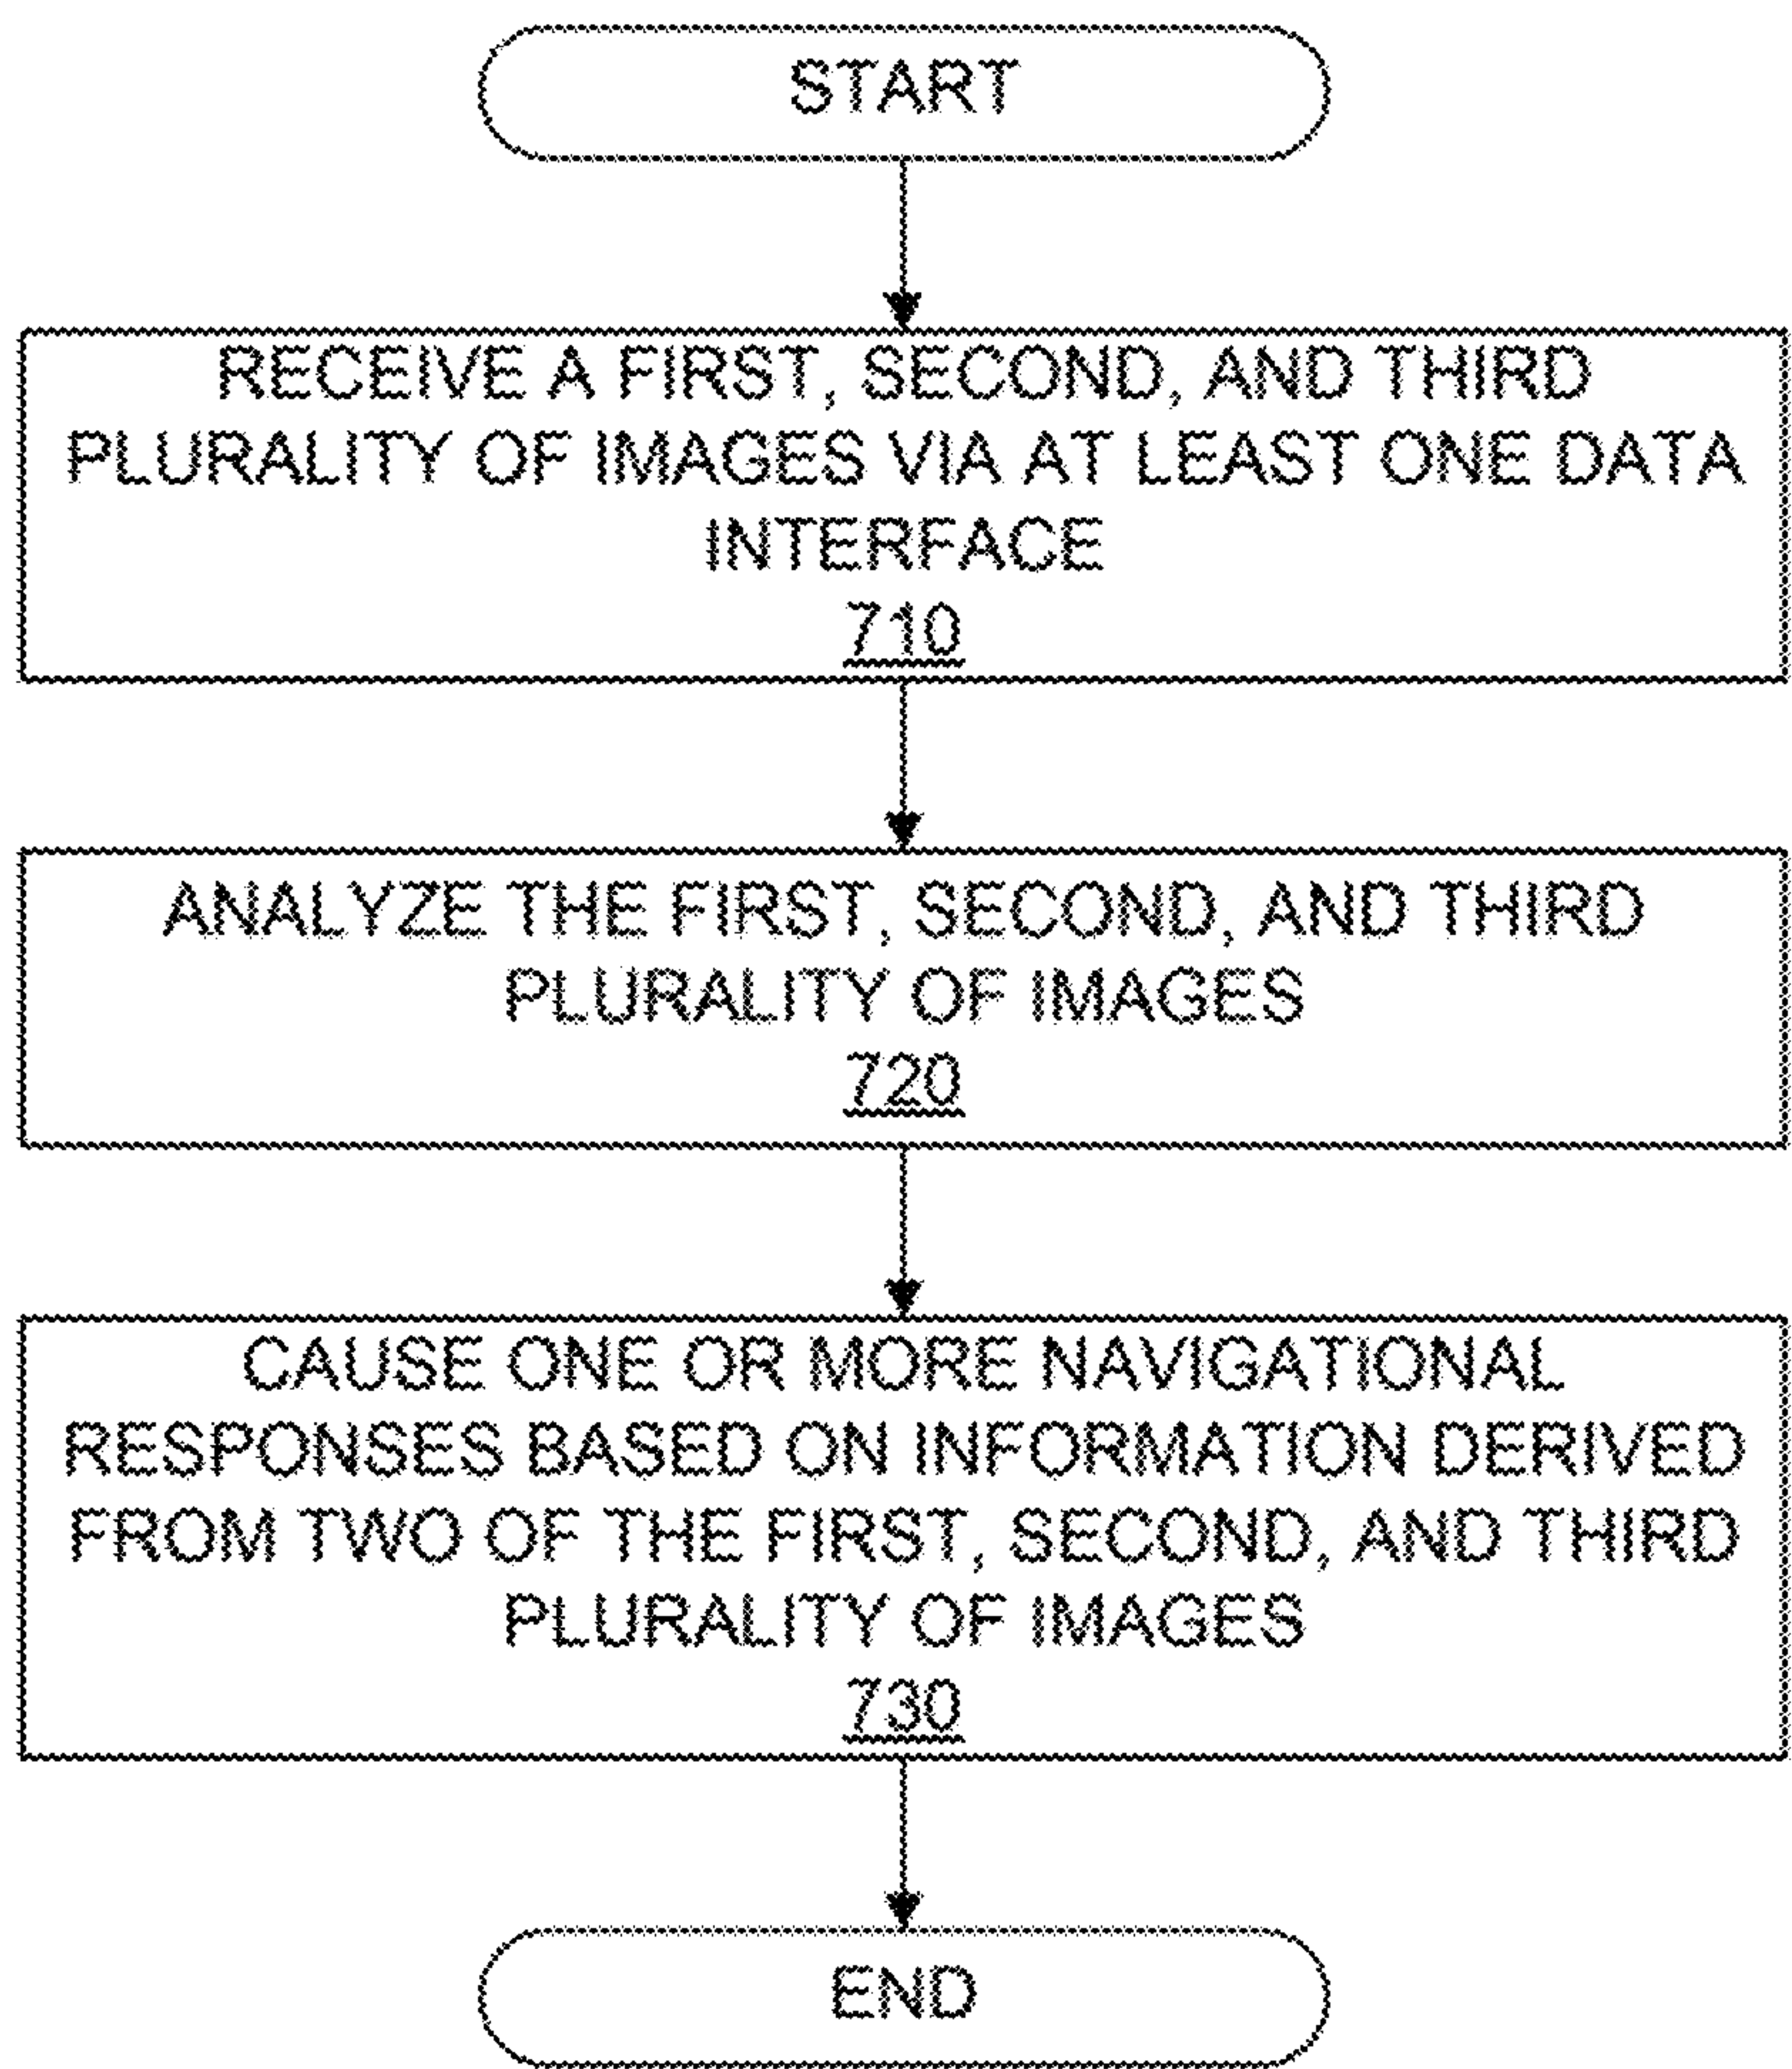 START
RECEIVE A FIRST, SECOND, AND THIRD
PLURALITY OF IMAGES VIA AT LEAST ONE DATA
INTERFACE
710
ANALYZE THE FIRST, SECOND, AND THIRD
PLURALITY OF IMAGES
720
CAUSE ONE OR MORE NAVIGATIONAL
RESPONSES BASED ON INFORMATION DERIVED
FROM TWO OF THE FIRST, SECOND, AND THIRD
PLURALITY OF IMAGES
730
END